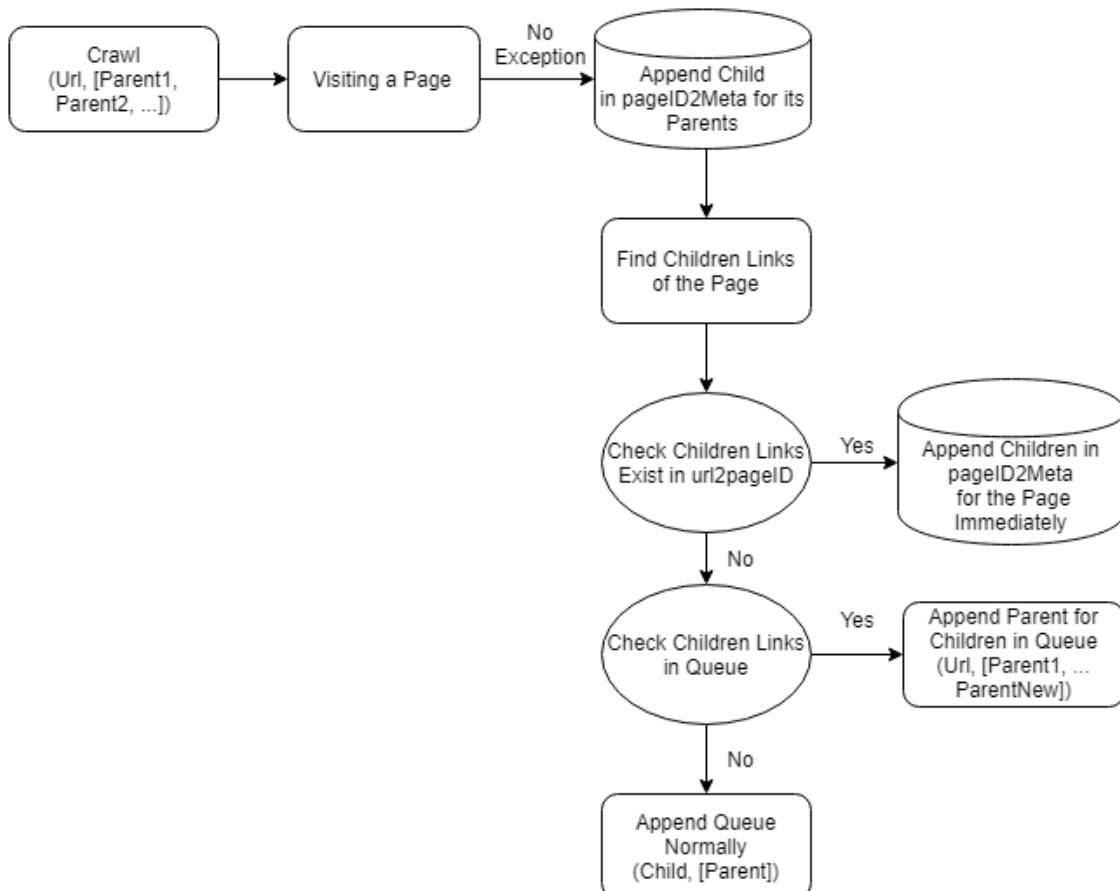 Crawl
(Url, [Parent1,
Parent2, ...])
Visiting a Page
No
Exception
Append Child
in pageID2Meta for its
Parents
Find Children Links
of the Page
Check Children Links
Exist in url2pageID
Yes
Append Children in
pageID2Meta
for the Page
Immediately
No
Check Children Links
in Queue
Yes
Append Parent for
Children in Queue
(Url, [Parent1, ...
ParentNew])
No
Append Queue
Normally
(Child, [Parent])